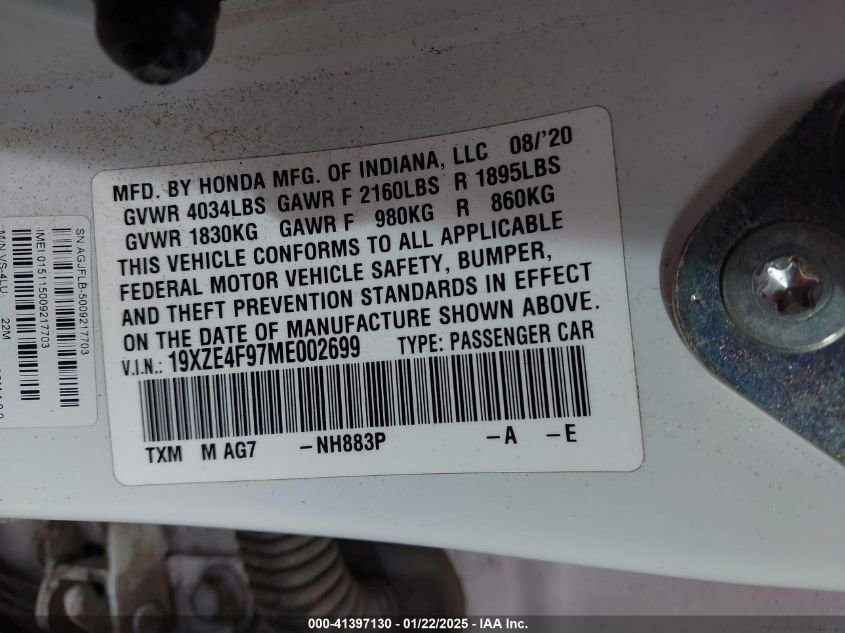 MFD. BY HONDA MFG. OF INDIANA, LLC 08/'20
GVWR 4034LBS GAWR F 2160LBS R 1895LBS
GVWR 1830KG GAWR F 980KG R 860KG
THIS VEHICLE CONFORMS TO ALL APPLICABLE
FEDERAL MOTOR VEHICLE SAFETY, BUMPER,
AND THEFT PREVENTION STANDARDS IN EFFECT
ON THE DATE OF MANUFACTURE SHOWN ABOVE.
V.I.N.: 19XZE4F97ME002699 TYPE: PASSENGER CAR
TXM M AG7 -NH883P -A -E
SN:AGJFLB-5009217703
IMEI:015115009217703
M/N:VS-4LU 22M
000-41397130 - 01/22/2025 - IAA Inc.